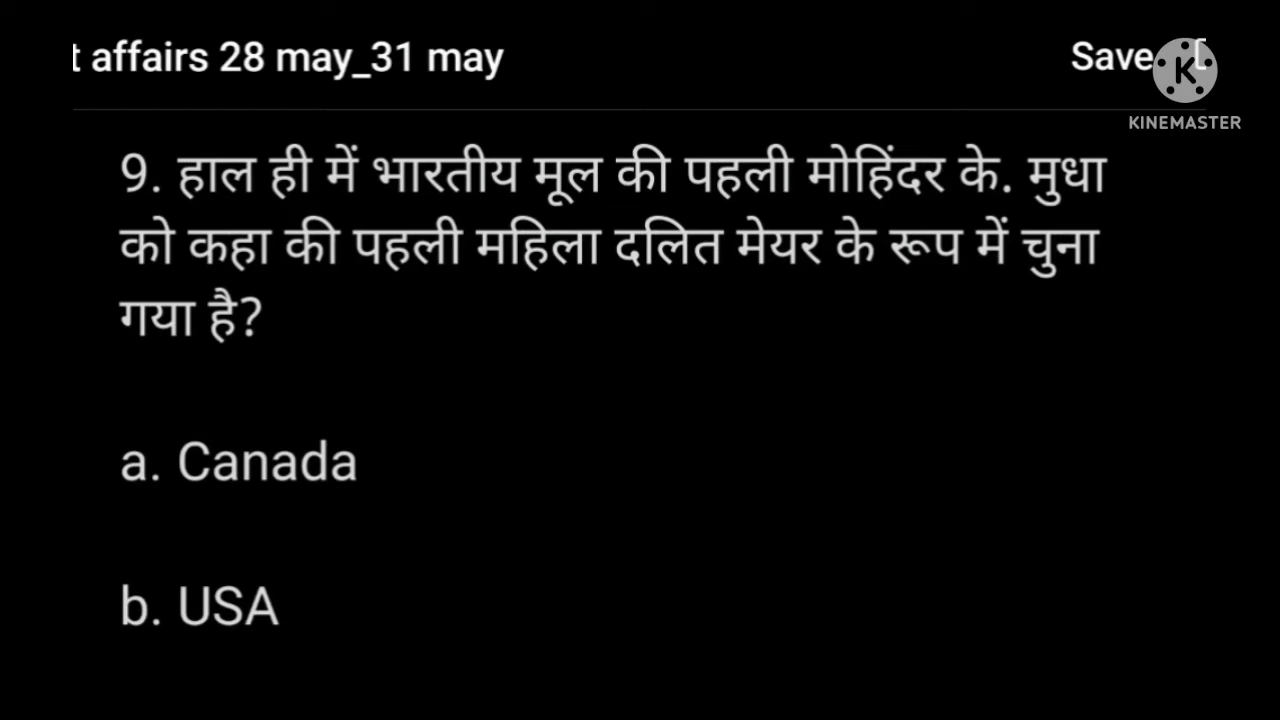 t affairs 28 may_31 may
Save
KINEMASTER
9. हाल ही में भारतीय मूल की पहली मोहिंदर के. मुधा
को कहा की पहली महिला दलित मेयर के रूप में चुना
गया है?
a. Canada
b. USA